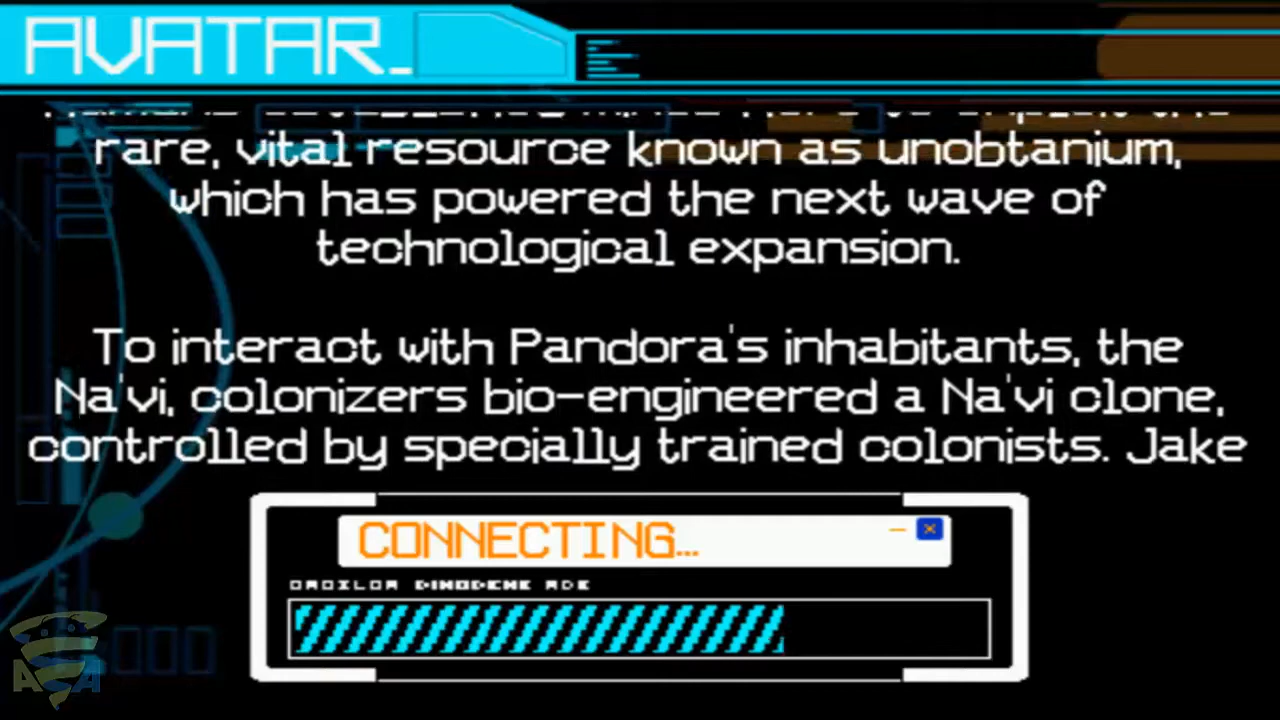 AVATAR_
rare, vital resource known as unobtanium,
which has powered the next wave of
technological expansion.
To interact with Pandora's inhabitants, the
Na'vi, colonizers bio-engineered a Na'vi clone,
controlled by specially trained colonists. Jake
CONNECTING...